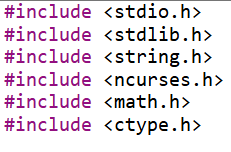 #include <stdio.h>
#include <stdlib.h>
#include <string.h>
#include <ncurses.h>
#include <math.h>
#include <ctype.h>